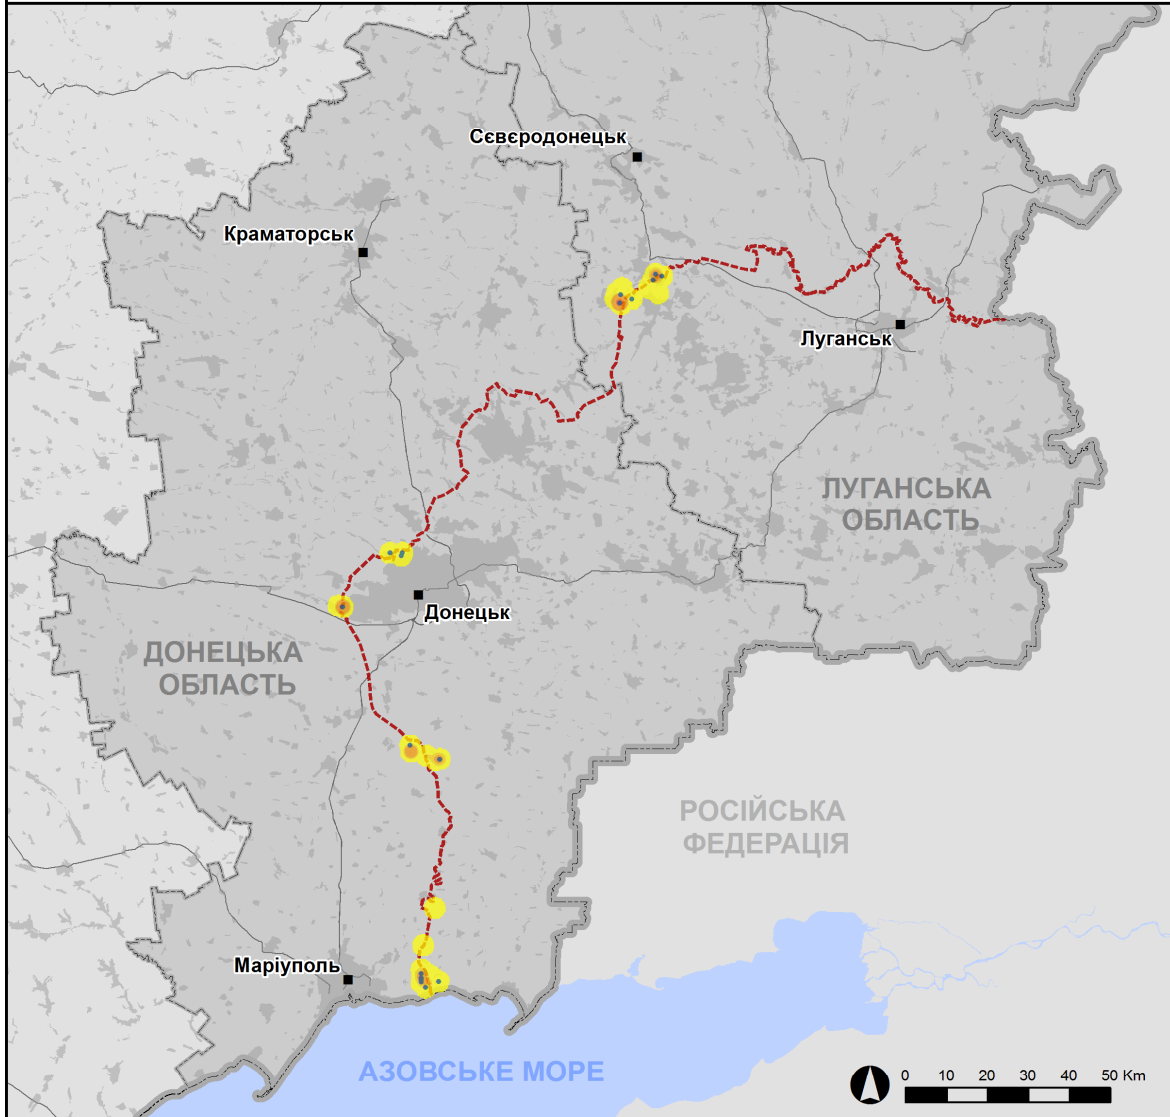 Сєвєродонецьк
Краматорськ
Луганськ
ЛУГАНСЬКА
ОБЛАСТЬ
Донецьк
ДОНЕЦЬКА
ОБЛАСТЬ
РОСІЙСЬКА
ФЕДЕРАЦІЯ
Маріуполь
АЗОВСЬКЕ МОРЕ
0 10 20 30 40 50 Km